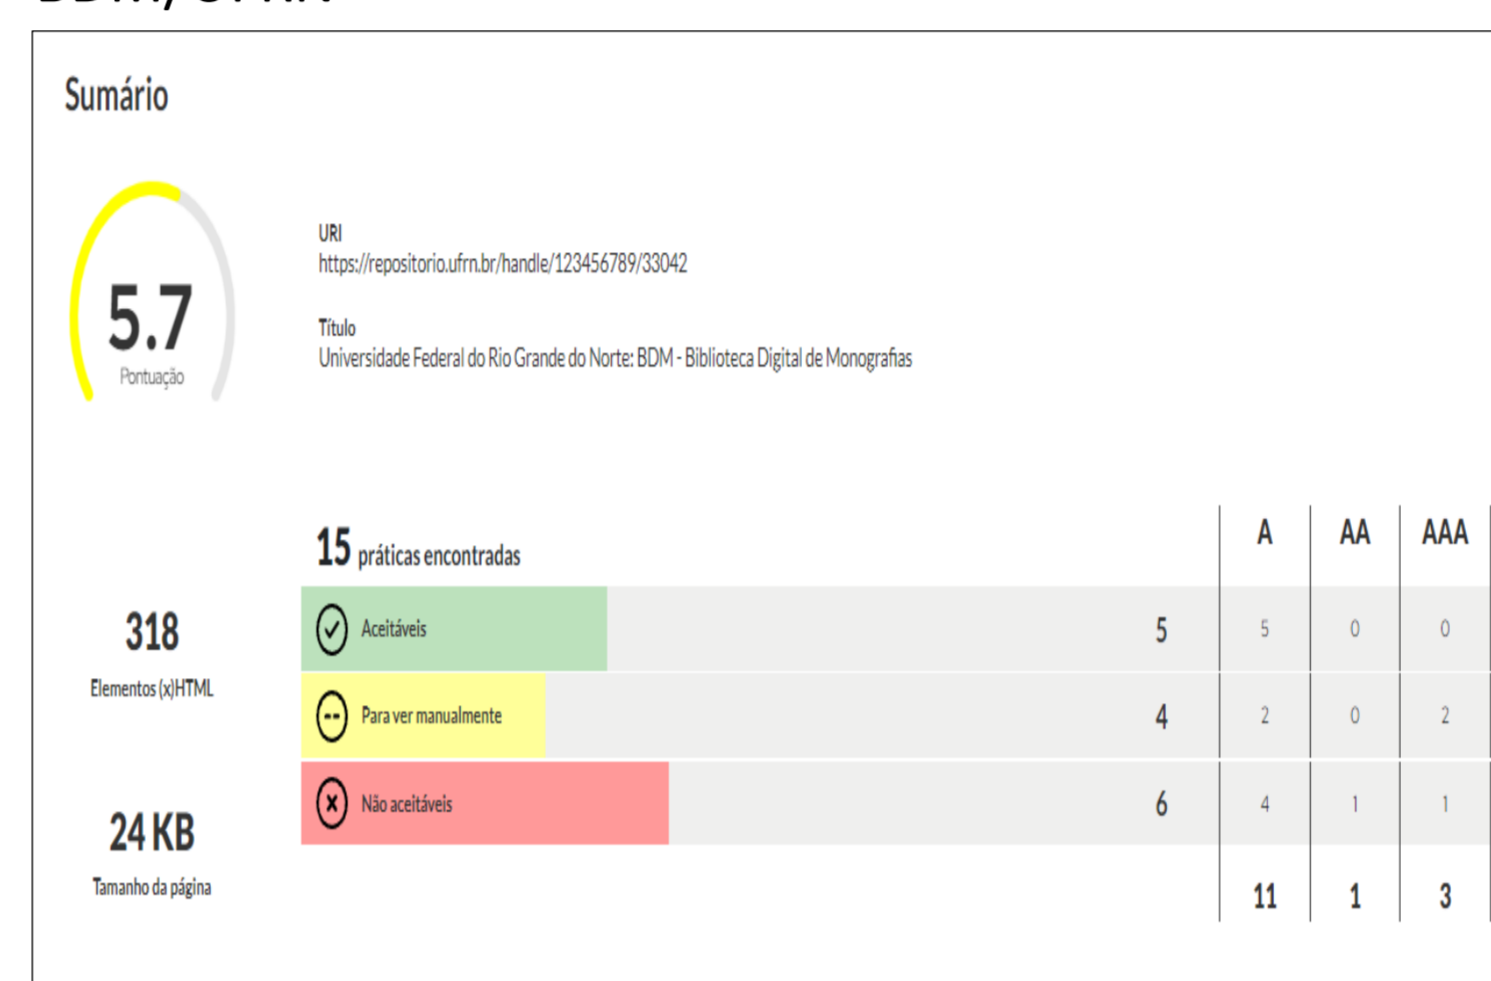 BDM/UFRN
Sumário
5.7
Pontuação
URI
https://repositorio.ufrn.br/handle/123456789/33042
Título
Universidade Federal do Rio Grande do Norte: BDM - Biblioteca Digital de Monografias
318
Elementos (x)HTML
24 KB
Tamanho da página
15 práticas encontradas A AA AAA
Aceitáveis 5 5 0 0
Para ver manualmente 4 2 0 2
Não aceitáveis 6 4 1 1
11 1 3